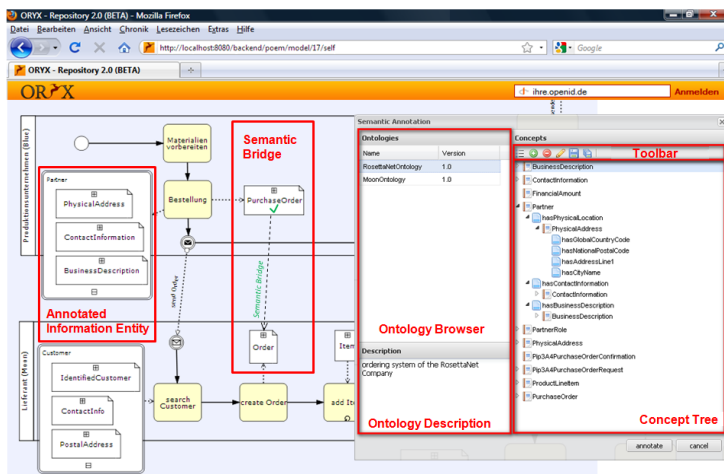 ORYX - Repository 2.0 (BETA) - Mozilla Firefox
Datei Bearbeiten Ansicht Chronik Lesezeichen Extras Hilfe
http://localhost:8080/backend/poem/model/17/self
Google
ORYX - Repository 2.0 (BETA)
ORYX
ihre.openid.de
Anmelden
Produktionsunternehmen (Blue)
Materialien
vorbereiten
Semantic
Bridge
Partner
PhysicalAddress
ContactInformation
BusinessDescription
Bestellung
PurchaseOrder
Annotated
Information Entity
send Order
Semantic Bridge
Lieferant (Moon)
Customer
IdentifiedCustomer
ContactInfo
PostalAddress
search
Customer
Order
create Order
Item
add Ite
Semantic Annotation
Ontologies
Name Version
RosettaNetOntology 1.0
MoonOntology 1.0
Ontology Browser
Description
ordering system of the RosettaNet
Company
Ontology Description
Concepts
Toolbar
BusinessDescription
ContactInformation
FinancialAmount
Partner
hasPhysicalLocation
PhysicalAddress
hasGlobalCountryCode
hasNationalPostalCode
hasAddressLine1
hasCityName
hasContactInformation
ContactInformation
hasBusinessDescription
BusinessDescription
PartnerRole
PhysicalAddress
Pip3A4PurchaseOrderConfirmation
Pip3A4PurchaseOrderRequest
ProductLineItem
PurchaseOrder
Concept Tree
annotate cancel